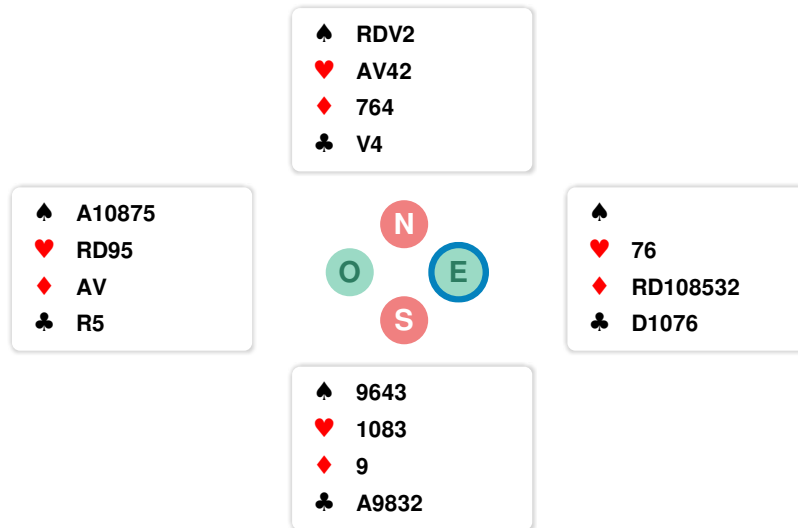 ♠ RDV2
♥ AV42
♦ 764
♣ V4
♠ A10875
♥ RD95
♦ AV
♣ R5
N
O E
S
♠
♥ 76
♦ RD108532
♣ D1076
♠ 9643
♥ 1083
♦ 9
♣ A9832